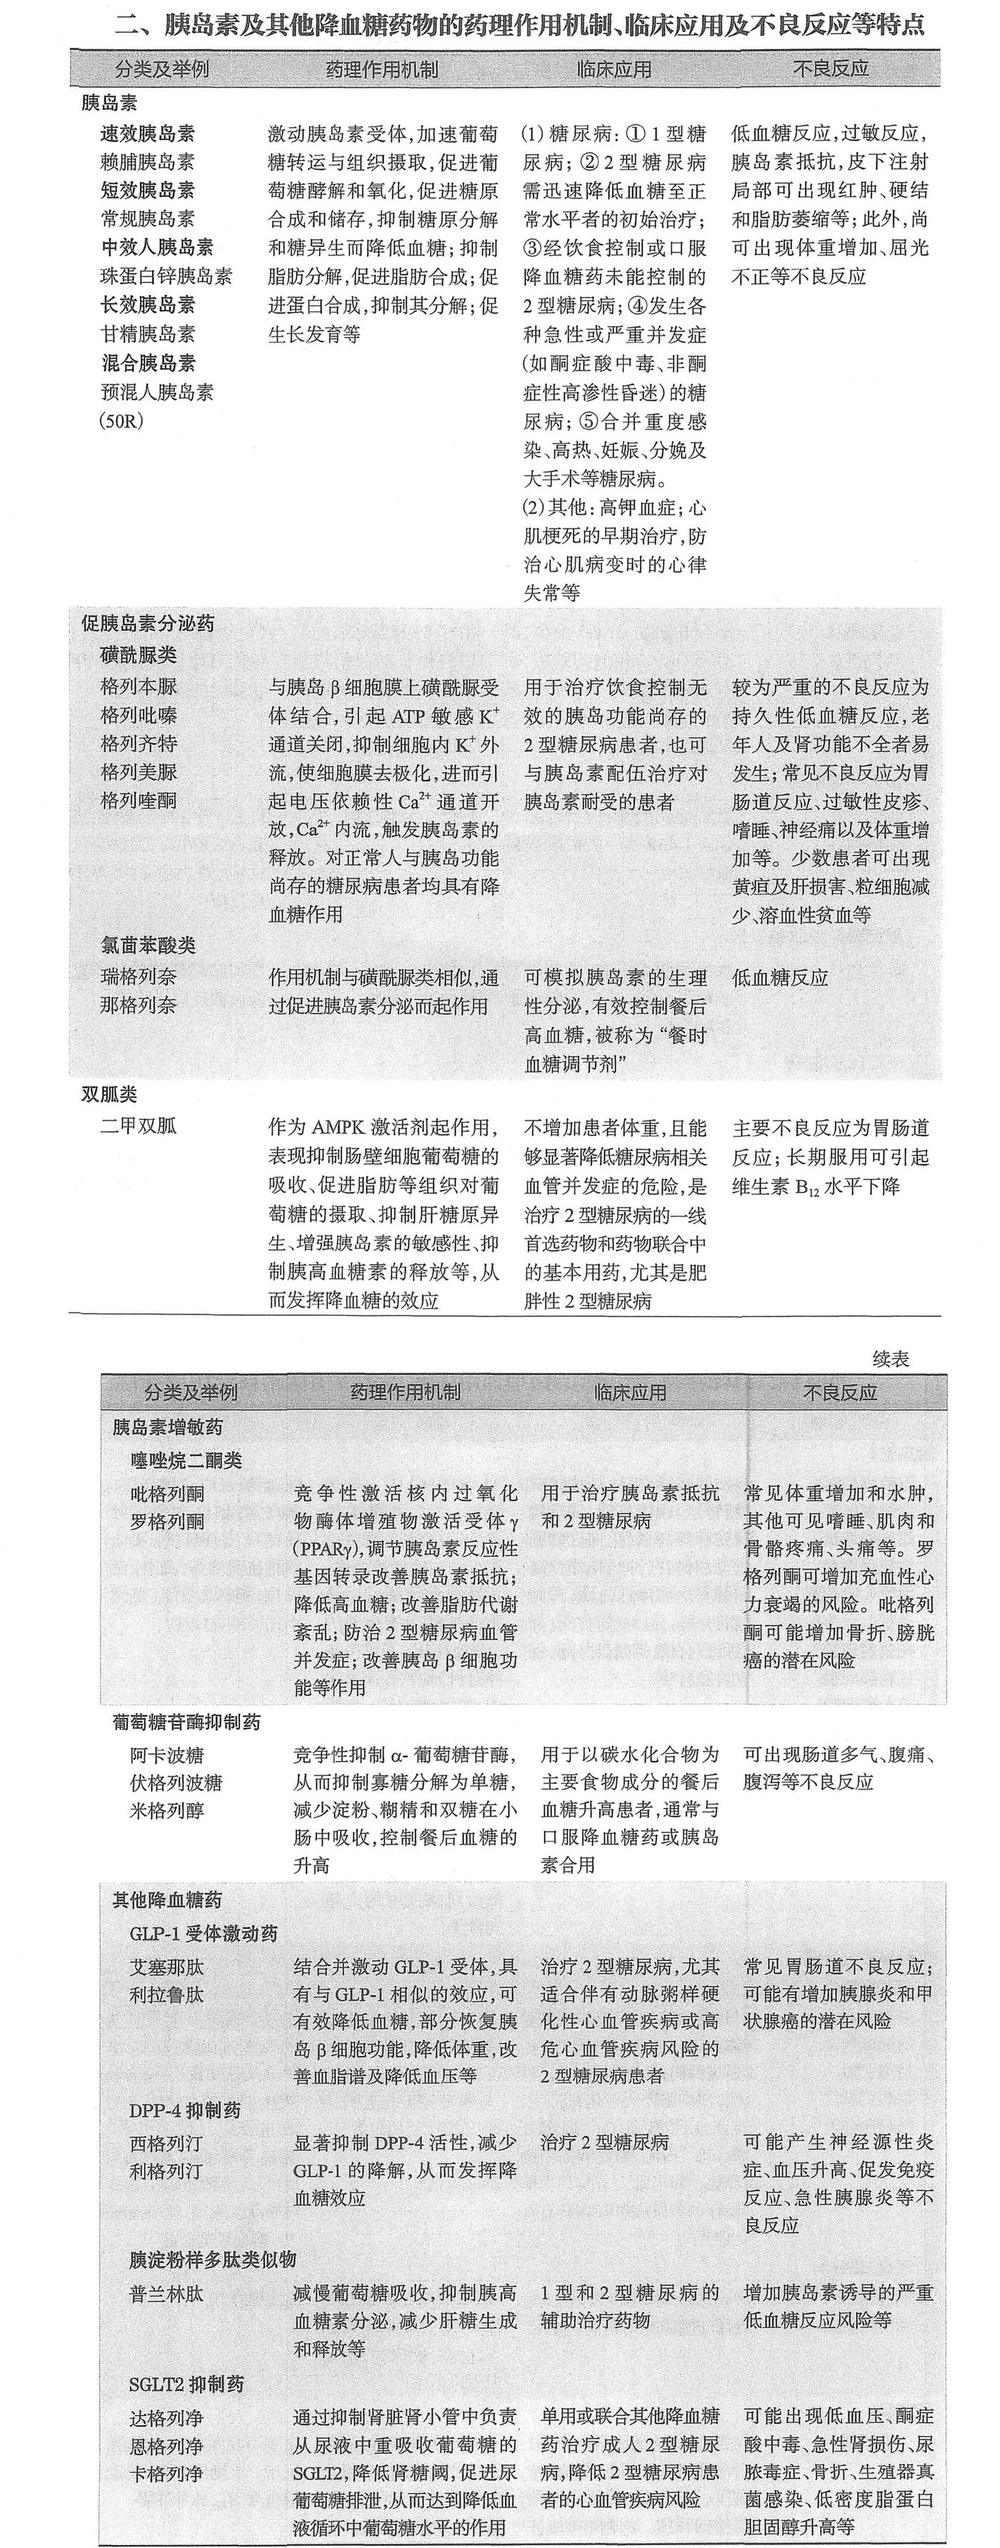 二、胰岛素及其他降血糖药物的药理作用机制、临床应用及不良反应等特点
分类及举例 药理作用机制 临床应用 不良反应
胰岛素
速效胰岛素 激动胰岛素受体,加速葡萄 (1)糖尿病:①1型糖 低血糖反应,过敏反应,
赖脯胰岛素 糖转运与组织摄取,促进葡 尿病;②2型糖尿病 胰岛素抵抗,皮下注射
短效胰岛素 萄糖酵解和氧化,促进糖原 需迅速降低血糖至正 局部可出现红肿、硬结
常规胰岛素 合成和储存,抑制糖原分解 常水平者的初始治疗; 和脂肪萎缩等;此外,尚
中效人胰岛素 和糖异生而降低血糖;抑制 ③经饮食控制或口服 可出现体重增加、屈光
珠蛋白锌胰岛素 脂肪分解,促进脂肪合成;促 降血糖药未能控制的 不正等不良反应
长效胰岛素 进蛋白合成,抑制其分解;促 2型糖尿病;④发生各
甘精胰岛素 生长发育等 种急性或严重并发症
混合胰岛素 (如酮症酸中毒、非酮
预混人胰岛素 症性高渗性昏迷)的糖
(50R) 尿病;⑤合并重度感
染、高热、妊娠、分娩及
大手术等糖尿病。
(2)其他:高钾血症;心
肌梗死的早期治疗,防
治心肌病变时的心律
失常等
促胰岛素分泌药
磺酰脲类
格列本脲 与胰岛β细胞膜上磺酰脲受 用于治疗饮食控制无 较为严重的不良反应为
格列吡嗪 体结合,引起ATP敏感K⁺ 效的胰岛功能尚存的 持久性低血糖反应,老
格列齐特 通道关闭,抑制细胞内K⁺外 2型糖尿病患者,也可 年人及肾功能不全者易
格列美脲 流,使细胞膜去极化,进而引 与胰岛素配伍治疗对 发生;常见不良反应为胃
格列喹酮 起电压依赖性Ca²⁺通道开 胰岛素耐受的患者 肠道反应、过敏性皮疹、
放,Ca²⁺内流,触发胰岛素的 嗜睡、神经痛以及体重增
释放。对正常人与胰岛功能 加等。少数患者可出现
尚存的糖尿病患者均具有降 黄疸及肝损害、粒细胞减
血糖作用 少、溶血性贫血等
氯茴苯酸类
瑞格列奈 作用机制与磺酰脲类相似,通 可模拟胰岛素的生理 低血糖反应
那格列奈 过促进胰岛素分泌而起作用 性分泌,有效控制餐后
高血糖,被称为“餐时
血糖调节剂”
双胍类
二甲双胍 作为AMPK激活剂起作用, 不增加患者体重,且能 主要不良反应为胃肠道
表现抑制肠壁细胞葡萄糖的 够显著降低糖尿病相关 反应;长期服用可引起
吸收、促进脂肪等组织对葡 血管并发症的危险,是 维生素B₁₂水平下降
萄糖的摄取、抑制肝糖原异 治疗2型糖尿病的一线
生、增强胰岛素的敏感性、抑 首选药物和药物联合中
制胰高血糖素的释放等,从 的基本用药,尤其是肥
而发挥降血糖的效应 胖性2型糖尿病
续表
分类及举例 药理作用机制 临床应用 不良反应
胰岛素增敏药
噻唑烷二酮类
吡格列酮 竞争性激活核内过氧化 用于治疗胰岛素抵抗 常见体重增加和水肿,
罗格列酮 物酶体增殖物激活受体γ 和2型糖尿病 其他可见嗜睡、肌肉和
(PPARγ),调节胰岛素反应性 骨骼疼痛、头痛等。罗
基因转录改善胰岛素抵抗; 格列酮可增加充血性心
降低高血糖;改善脂肪代谢 力衰竭的风险。吡格列
紊乱;防治2型糖尿病血管 酮可能增加骨折、膀胱
并发症;改善胰岛β细胞功 癌的潜在风险
能等作用
葡萄糖苷酶抑制药
阿卡波糖 竞争性抑制α-葡萄糖苷酶, 用于以碳水化合物为 可出现肠道多气、腹痛、
伏格列波糖 从而抑制寡糖分解为单糖, 主要食物成分的餐后 腹泻等不良反应
米格列醇 减少淀粉、糊精和双糖在小 血糖升高患者,通常与
肠中吸收,控制餐后血糖的 口服降血糖药或胰岛
升高 素合用
其他降血糖药
GLP-1受体激动药
艾塞那肽 结合并激动GLP-1受体,具 治疗2型糖尿病,尤其 常见胃肠道不良反应;
利拉鲁肽 有与GLP-1相似的效应,可 适合伴有动脉粥样硬 可能有增加胰腺炎和甲
有效降低血糖,部分恢复胰 化性心血管疾病或高 状腺癌的潜在风险
岛β细胞功能,降低体重,改 危心血管疾病风险的
善血脂谱及降低血压等 2型糖尿病患者
DPP-4抑制药
西格列汀 显著抑制DPP-4活性,减少 治疗2型糖尿病 可能产生神经源性炎
利格列汀 GLP-1的降解,从而发挥降 症、血压升高、促发免疫
血糖效应 反应、急性胰腺炎等不
良反应
胰淀粉样多肽类似物
普兰林肽 减慢葡萄糖吸收,抑制胰高 1型和2型糖尿病的 增加胰岛素诱导的严重
血糖素分泌,减少肝糖生成 辅助治疗药物 低血糖反应风险等
和释放等
SGLT2抑制药
达格列净 通过抑制肾脏肾小管中负责 单用或联合其他降血糖 可能出现低血压、酮症
恩格列净 从尿液中重吸收葡萄糖的 药治疗成人2型糖尿 酸中毒、急性肾损伤、尿
卡格列净 SGLT2,降低肾糖阈,促进尿 病,降低2型糖尿病患 脓毒症、骨折、生殖器真
葡萄糖排泄,从而达到降低血 者的心血管疾病风险 菌感染、低密度脂蛋白
液循环中葡萄糖水平的作用 胆固醇升高等